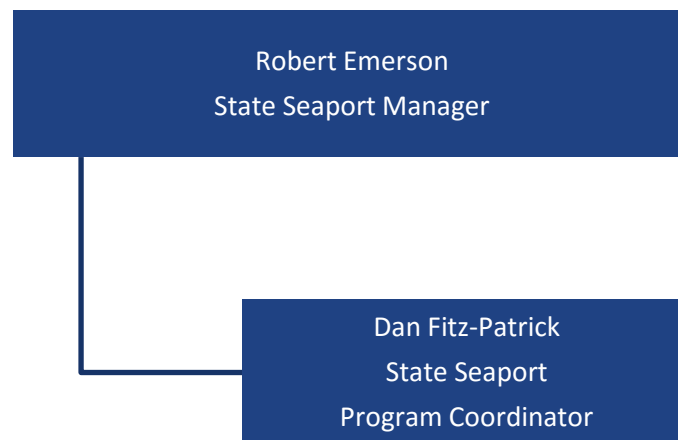 Robert Emerson
State Seaport Manager
Dan Fitz-Patrick
State Seaport
Program Coordinator